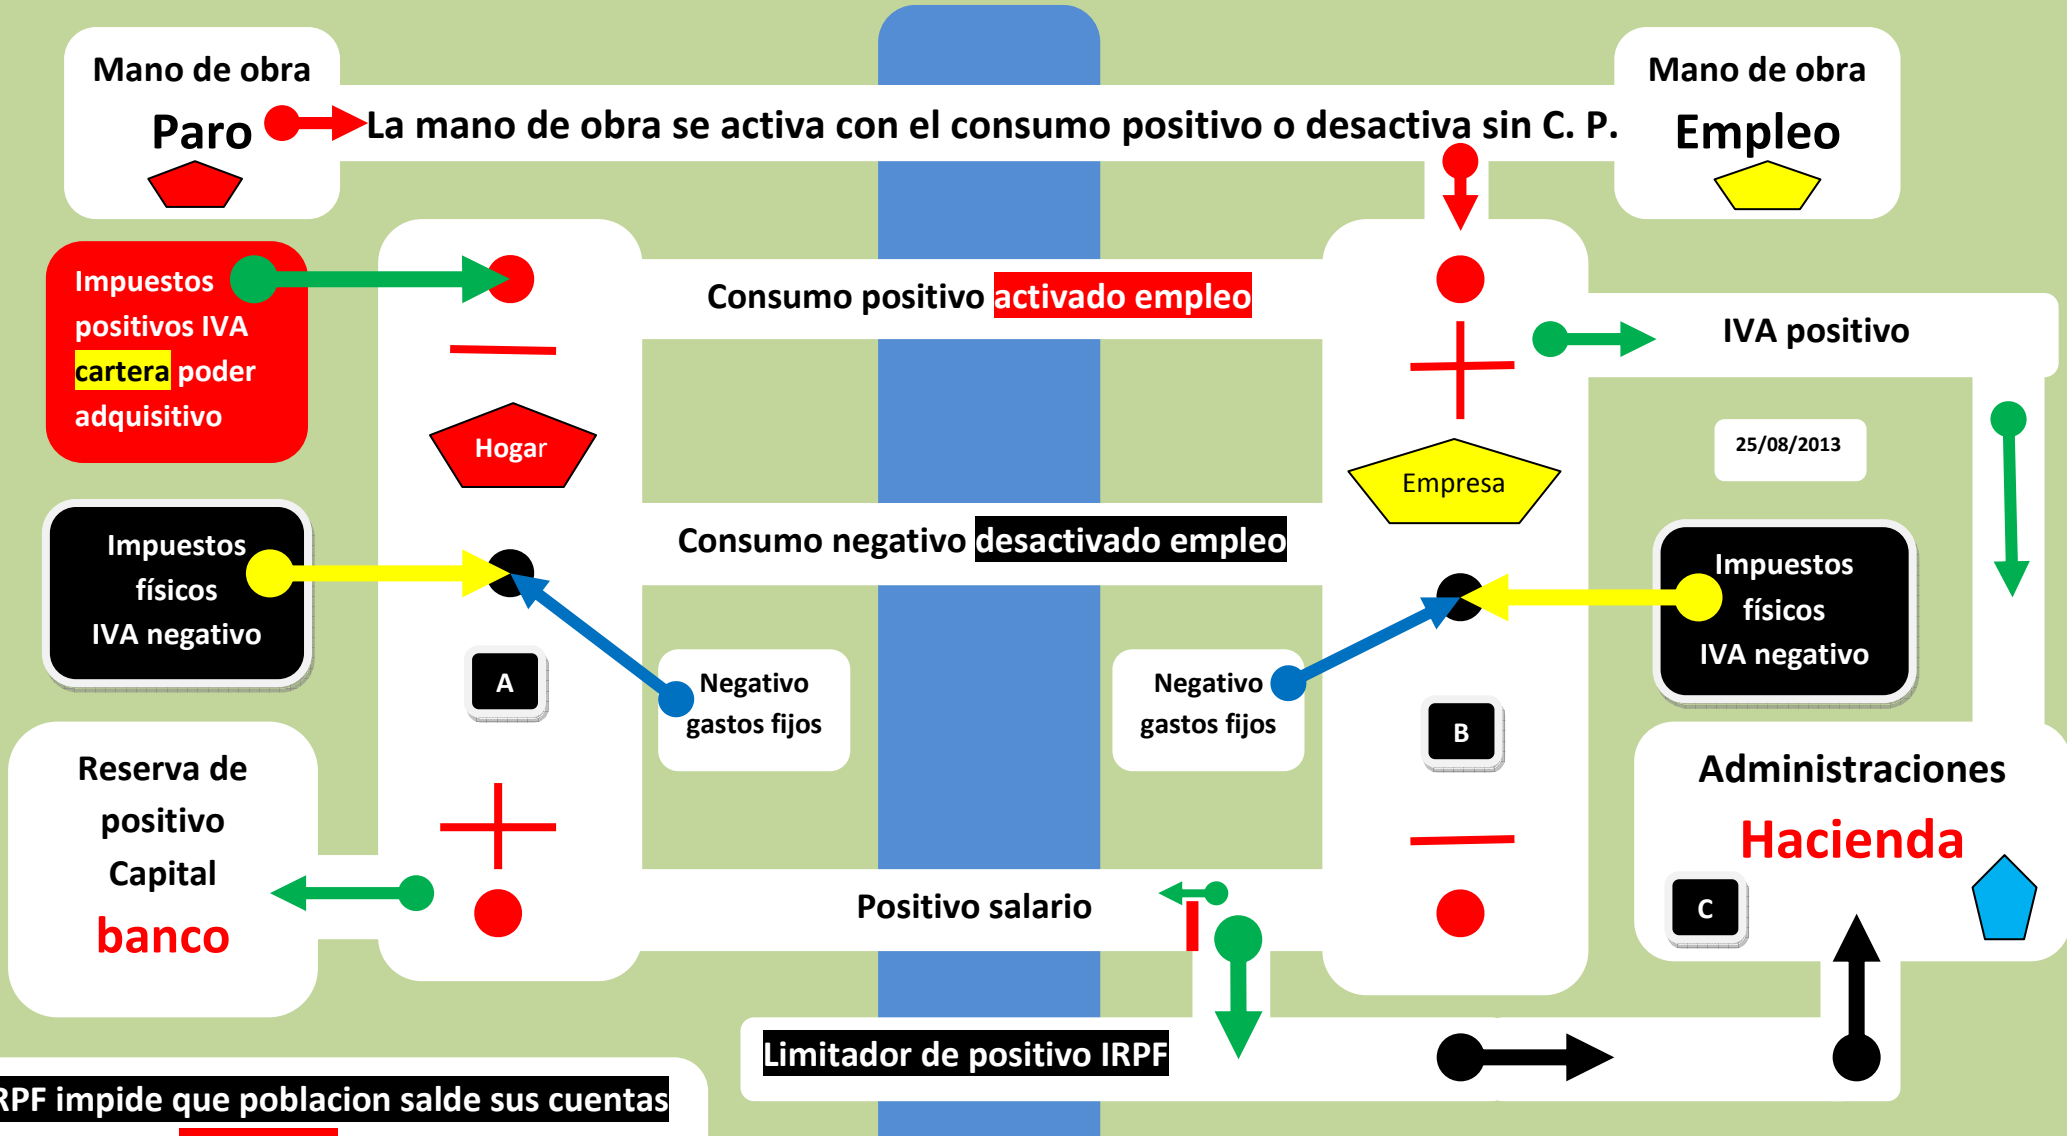 Mano de obra
Paro
La mano de obra se activa con el consumo positivo o desactiva sin C. P.
Mano de obra
Empleo
Impuestos
positivos IVA
cartera poder
adquisitivo
Consumo positivo activado empleo
IVA positivo
25/08/2013
Hogar
Empresa
Consumo negativo desactivado empleo
Impuestos
físicos
IVA negativo
Impuestos
físicos
IVA negativo
A
Negativo
gastos fijos
Negativo
gastos fijos
B
Reserva de
positivo
Capital
banco
Administraciones
Hacienda
C
Positivo salario
Limitador de positivo IRPF
RPF impide que poblacion salde sus cuentas